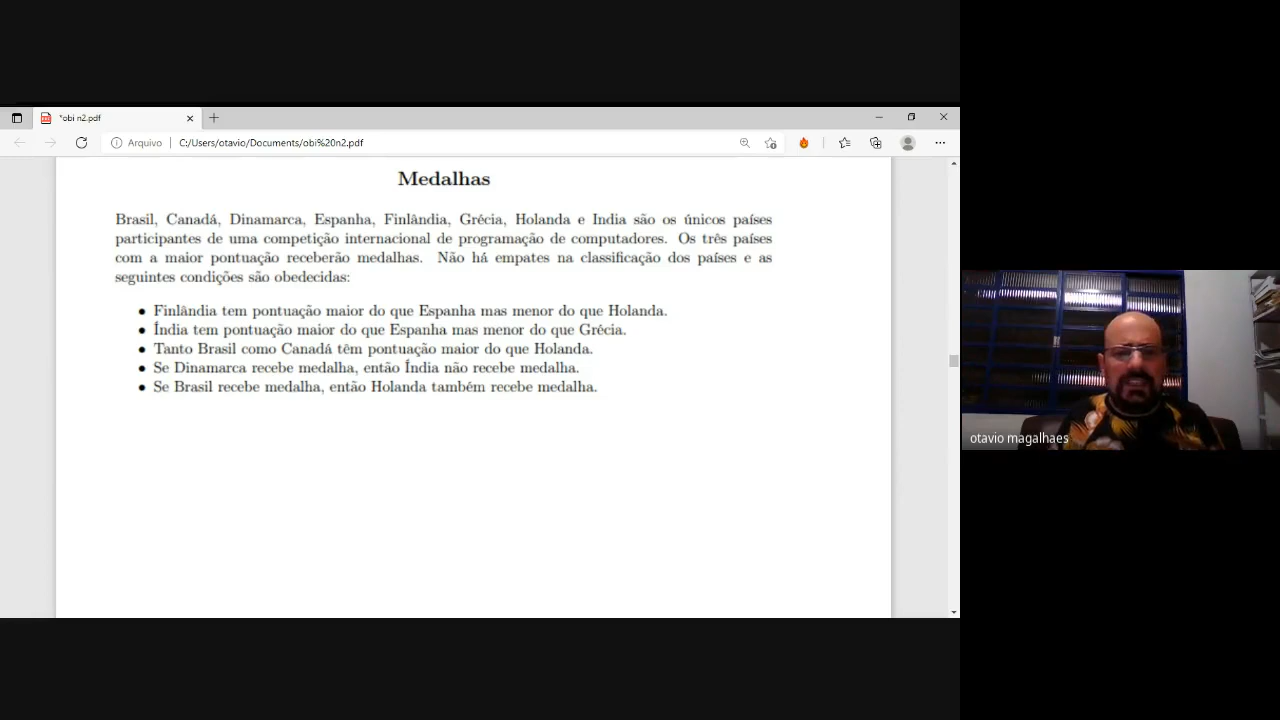 *obi n2.pdf
Arquivo
C:/Users/otavio/Documents/obi%20n2.pdf
Medalhas
Brasil, Canadá, Dinamarca, Espanha, Finlândia, Grécia, Holanda e India são os únicos países
participantes de uma competição internacional de programação de computadores. Os três países
com a maior pontuação receberão medalhas. Não há empates na classificação dos países e as
seguintes condições são obedecidas:
• Finlândia tem pontuação maior do que Espanha mas menor do que Holanda.
• Índia tem pontuação maior do que Espanha mas menor do que Grécia.
• Tanto Brasil como Canadá têm pontuação maior do que Holanda.
• Se Dinamarca recebe medalha, então Índia não recebe medalha.
• Se Brasil recebe medalha, então Holanda também recebe medalha.
otavio magalhaes